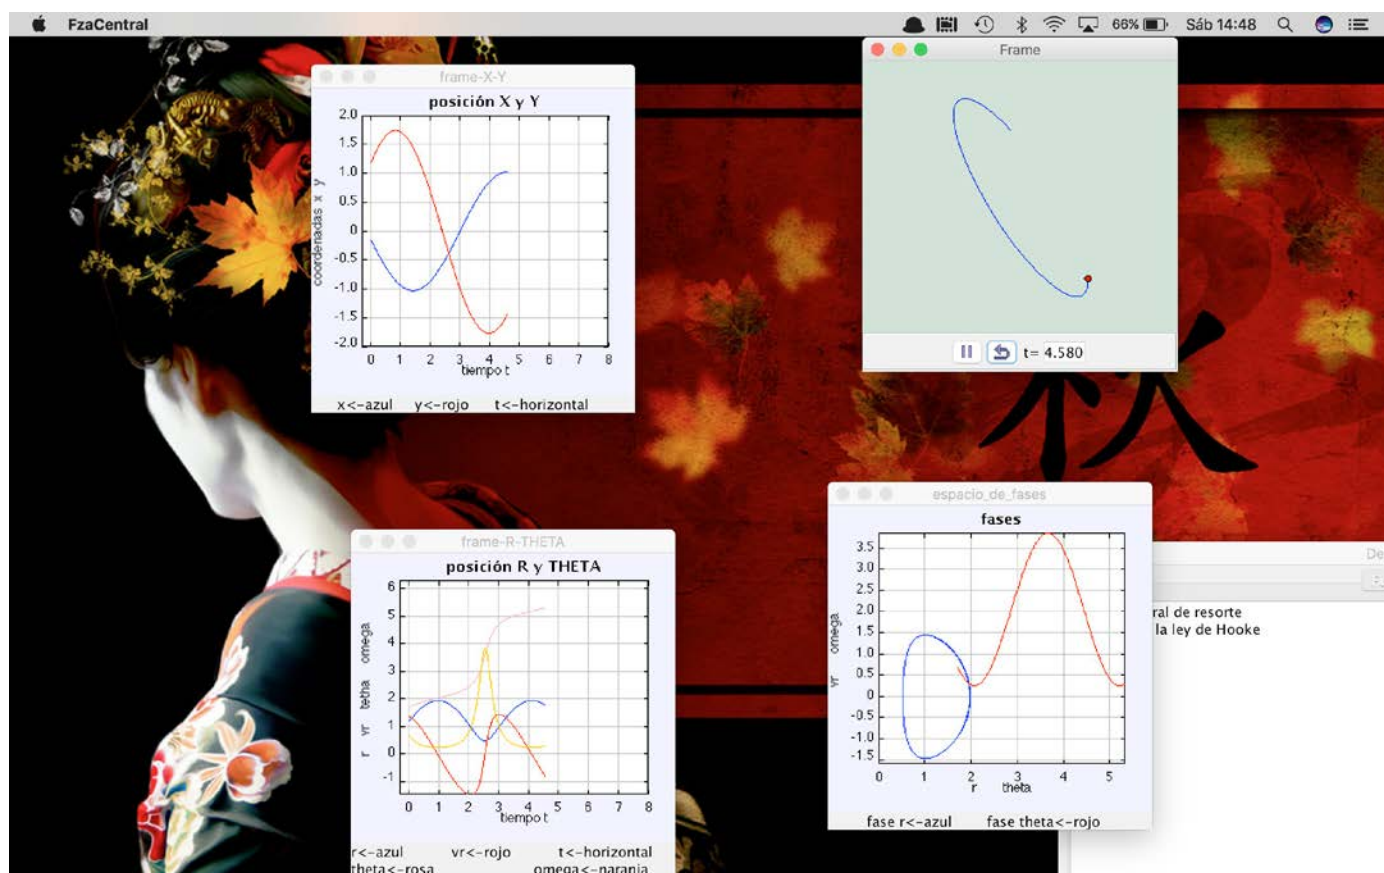 FzaCentral 66% Sáb 14:48
frame-X-Y
posición X y Y
coordenadas x y
2.0
1.5
1.0
0.5
0
-0.5
-1.0
-1.5
-2.0
0 1 2 3 4 5 6 7 8
tiempo t
x<-azul y<-rojo t<-horizontal
Frame
t= 4.580
秋
frame-R-THETA
posición R y THETA
r vr tetha omega
6
5
4
3
2
1
0
-1
0 1 2 3 4 5 6 7 8
tiempo t
r<-azul vr<-rojo t<-horizontal
theta<-rosa omega<-naranja
espacio_de_fases
fases
vr omega
3.5
3.0
2.5
2.0
1.5
1.0
0.5
0
-0.5
-1.0
-1.5
0 1 2 3 4 5
r theta
fase r<-azul fase theta<-rojo
De
ral de resorte
la ley de Hooke